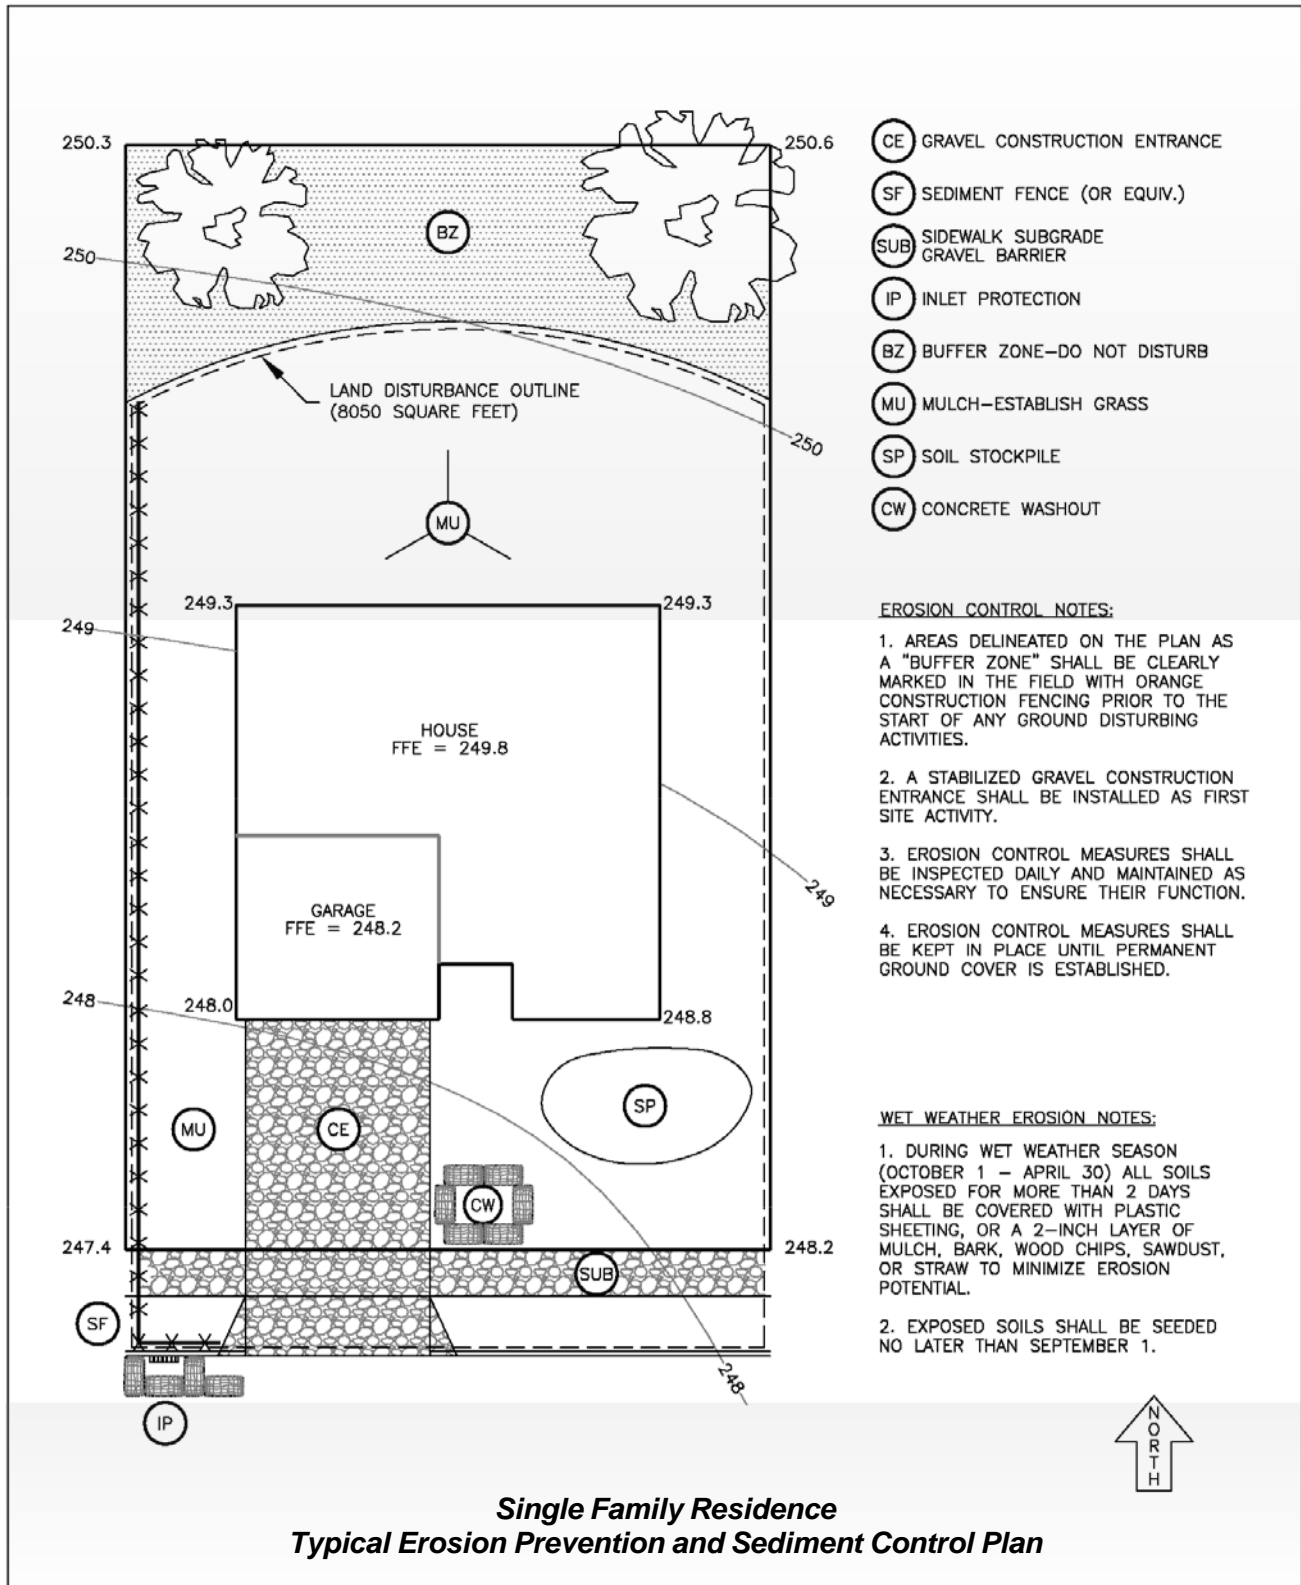 250.3
250.6
250
BZ
LAND DISTURBANCE OUTLINE
(8050 SQUARE FEET)
250
MU
249.3
249.3
249
HOUSE
FFE = 249.8
GARAGE
FFE = 248.2
249
248
248.0
248.8
SP
MU
CE
CW
247.4
248.2
SUB
SF
248
IP
CE GRAVEL CONSTRUCTION ENTRANCE
SF SEDIMENT FENCE (OR EQUIV.)
SUB SIDEWALK SUBGRADE
GRAVEL BARRIER
IP INLET PROTECTION
BZ BUFFER ZONE–DO NOT DISTURB
MU MULCH–ESTABLISH GRASS
SP SOIL STOCKPILE
CW CONCRETE WASHOUT
EROSION CONTROL NOTES:
1. AREAS DELINEATED ON THE PLAN AS
A "BUFFER ZONE" SHALL BE CLEARLY
MARKED IN THE FIELD WITH ORANGE
CONSTRUCTION FENCING PRIOR TO THE
START OF ANY GROUND DISTURBING
ACTIVITIES.
2. A STABILIZED GRAVEL CONSTRUCTION
ENTRANCE SHALL BE INSTALLED AS FIRST
SITE ACTIVITY.
3. EROSION CONTROL MEASURES SHALL
BE INSPECTED DAILY AND MAINTAINED AS
NECESSARY TO ENSURE THEIR FUNCTION.
4. EROSION CONTROL MEASURES SHALL
BE KEPT IN PLACE UNTIL PERMANENT
GROUND COVER IS ESTABLISHED.
WET WEATHER EROSION NOTES:
1. DURING WET WEATHER SEASON
(OCTOBER 1 – APRIL 30) ALL SOILS
EXPOSED FOR MORE THAN 2 DAYS
SHALL BE COVERED WITH PLASTIC
SHEETING, OR A 2–INCH LAYER OF
MULCH, BARK, WOOD CHIPS, SAWDUST,
OR STRAW TO MINIMIZE EROSION
POTENTIAL.
2. EXPOSED SOILS SHALL BE SEEDED
NO LATER THAN SEPTEMBER 1.
NORTH
Single Family Residence
Typical Erosion Prevention and Sediment Control Plan